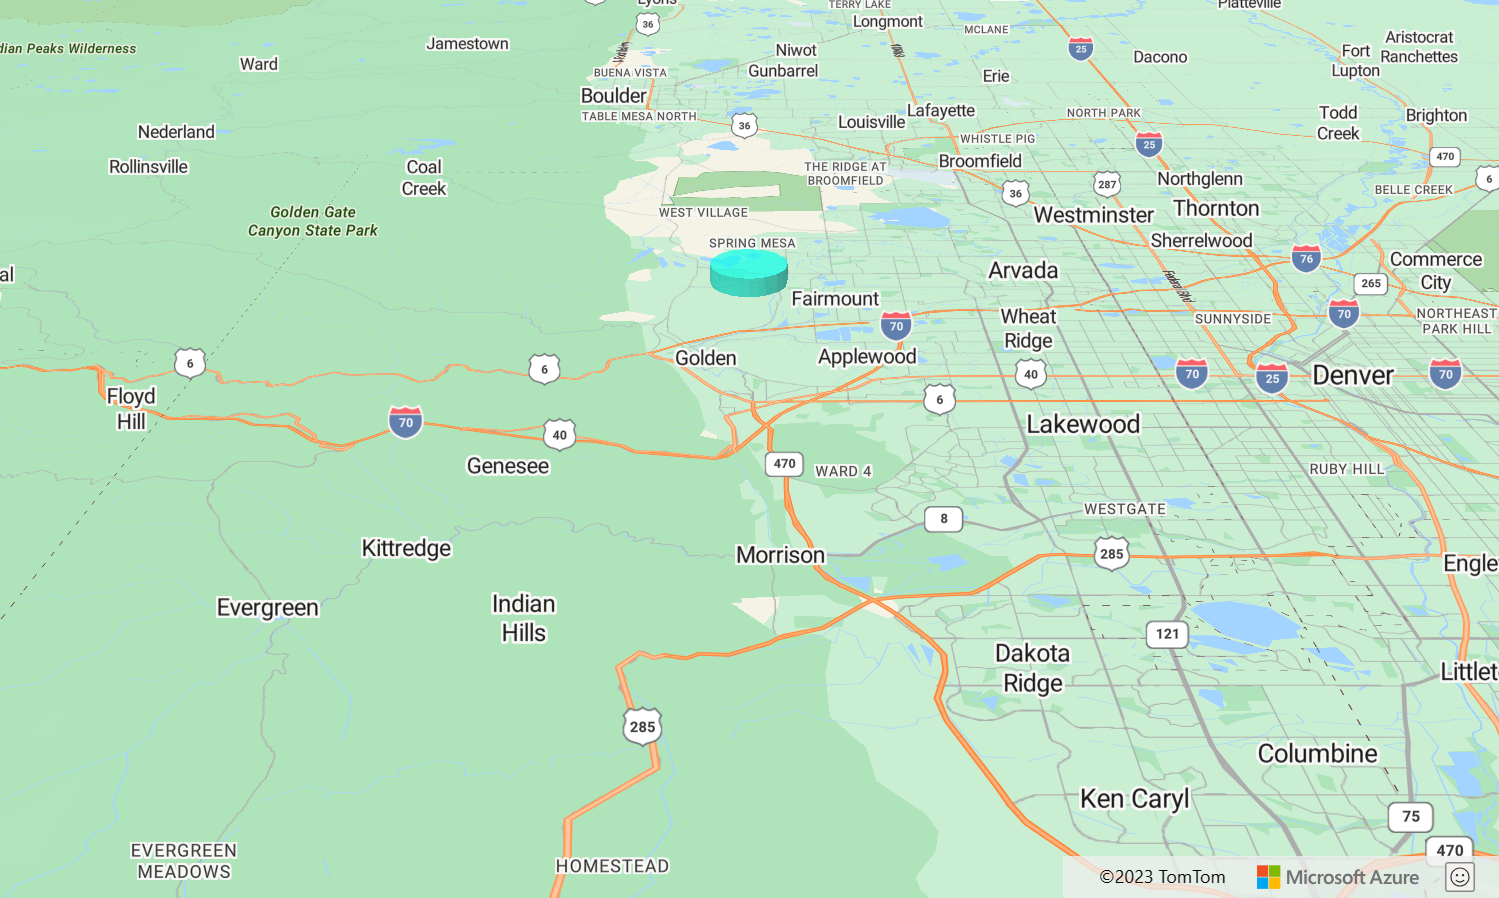 Lyons
TERRY LAKE
Platteville
36
Longmont
MCLANE
Indian Peaks Wilderness
Jamestown
Niwot
25
Aristocrat
Ranchettes
Fort
Lupton
Dacono
Ward
BUENA VISTA
Gunbarrel
Erie
Boulder
TABLE MESA NORTH
Lafayette
NORTH PARK
Todd
Creek
Brighton
36
Louisville
Nederland
WHISTLE PIG
25
Rollinsville
Coal
Creek
THE RIDGE AT
BROOMFIELD
Broomfield
470
6
36
287
Northglenn
BELLE CREEK
Golden Gate
Canyon State Park
WEST VILLAGE
Westminster
Thornton
SPRING MESA
Sherrelwood
76
Commerce
City
al
Arvada
265
Fairmount
70
Wheat
Ridge
SUNNYSIDE
70
NORTHEAST
PARK HILL
6
6
Golden
Applewood
40
70
25
Denver
70
Floyd
Hill
70
40
6
Lakewood
Genesee
470
WARD 4
RUBY HILL
8
WESTGATE
Kittredge
Morrison
285
Engle
Evergreen
Indian
Hills
121
Dakota
Ridge
Littlet
285
Columbine
Ken Caryl
75
EVERGREEN
MEADOWS
HOMESTEAD
470
©2023 TomTom
Microsoft Azure